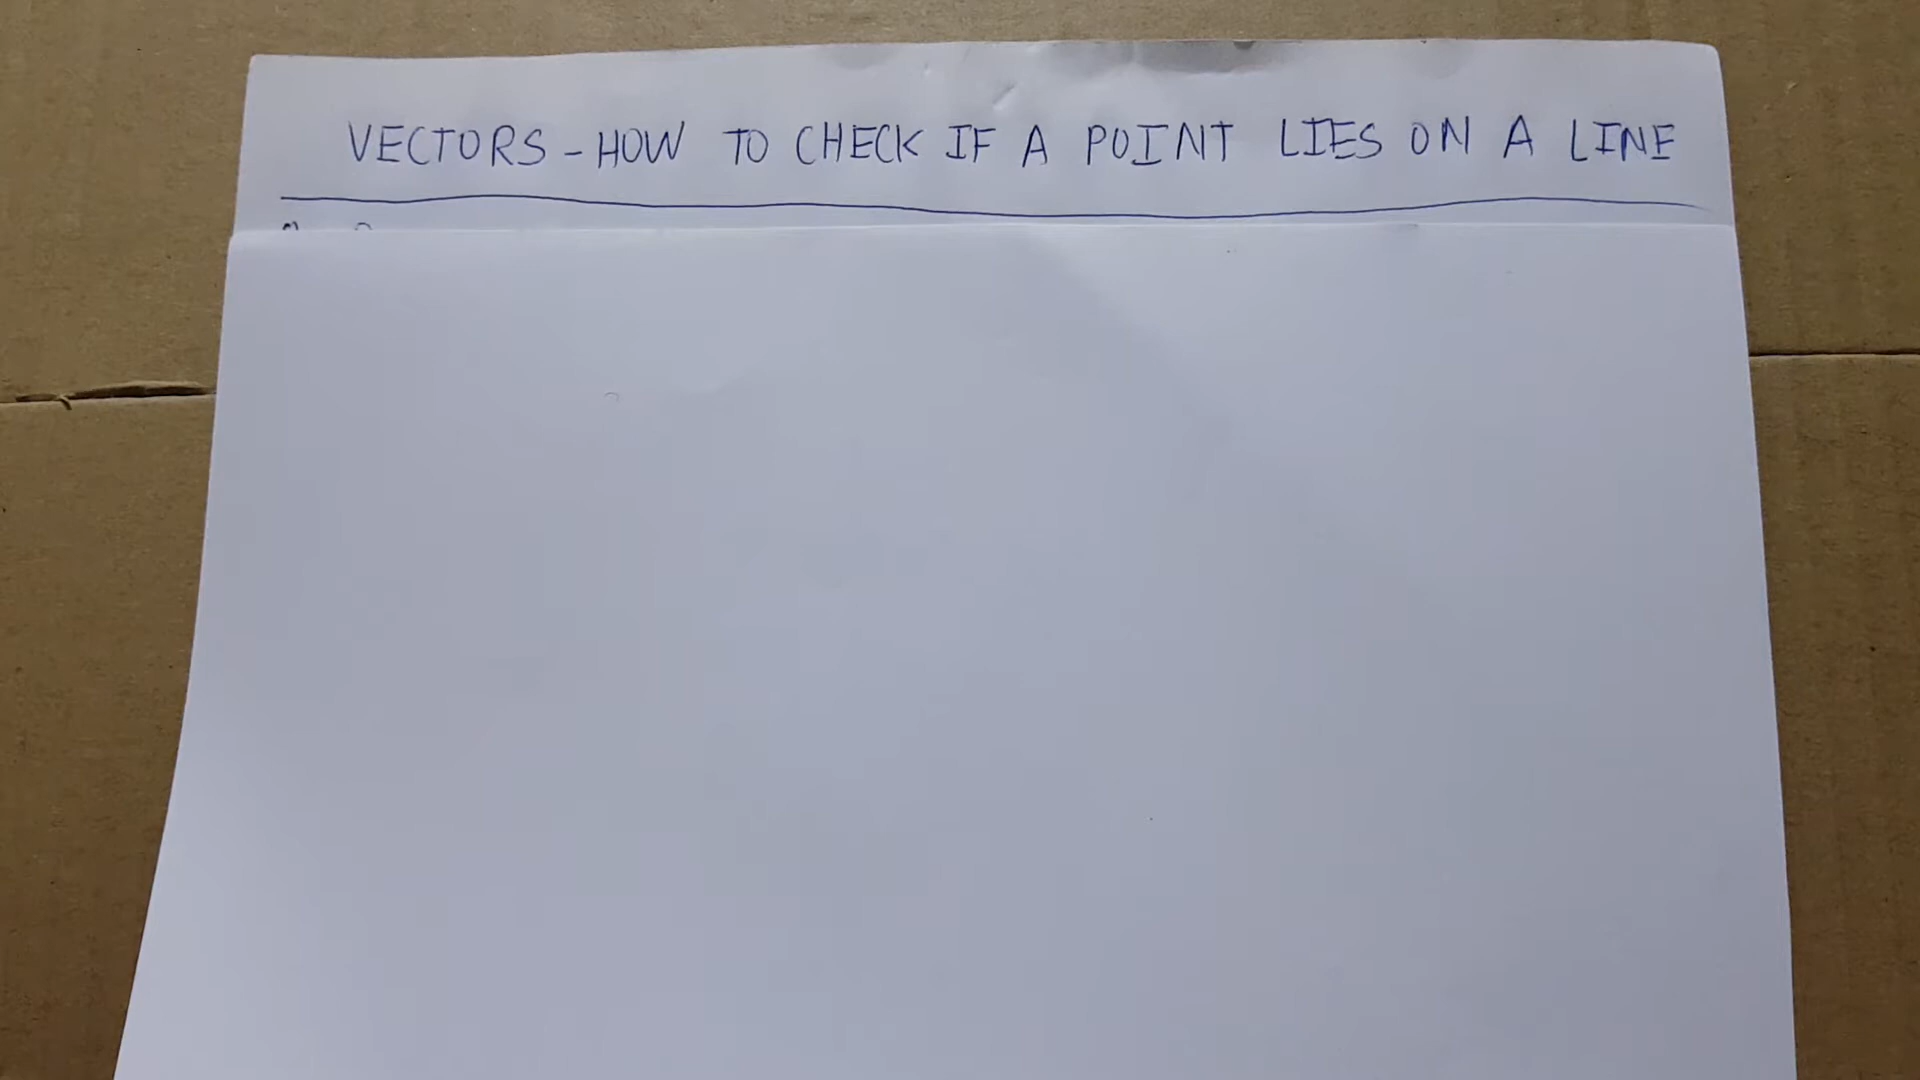 VECTORS - HOW TO CHECK IF A POINT LIES ON A LINE